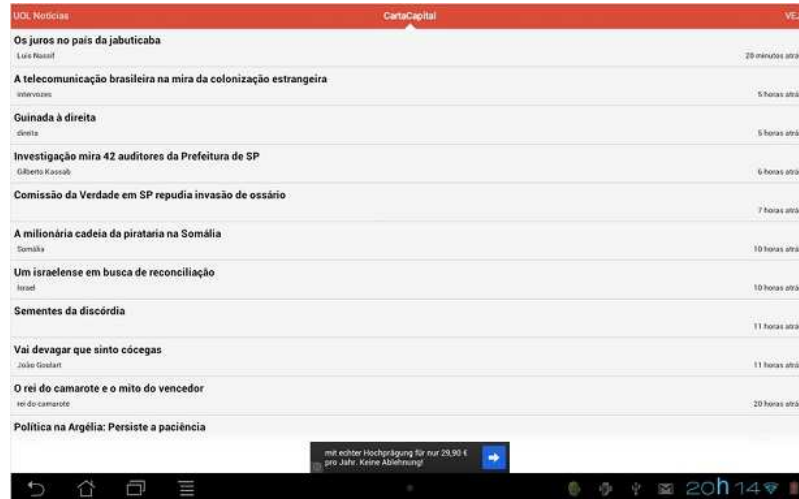 UOL Notícias CartaCapital VEJ
Os juros no país da jabuticaba
Luis Nassif 28 minutos atrá
A telecomunicação brasileira na mira da colonização estrangeira
intervozes 5 horas atrá
Guinada à direita
direita 5 horas atrá
Investigação mira 42 auditores da Prefeitura de SP
Gilberto Kassab 6 horas atrá
Comissão da Verdade em SP repudia invasão de ossário
7 horas atrá
A milionária cadeia da pirataria na Somália
Somália 10 horas atrá
Um israelense em busca de reconciliação
Israel 10 horas atrá
Sementes da discórdia
11 horas atrá
Vai devagar que sinto cócegas
João Goulart 11 horas atrá
O rei do camarote e o mito do vencedor
rei do camarote 20 horas atrá
Política na Argélia: Persiste a paciência
mit echter Hochprägung für nur 29,90 €
pro Jahr. Keine Ablehnung!
20h14